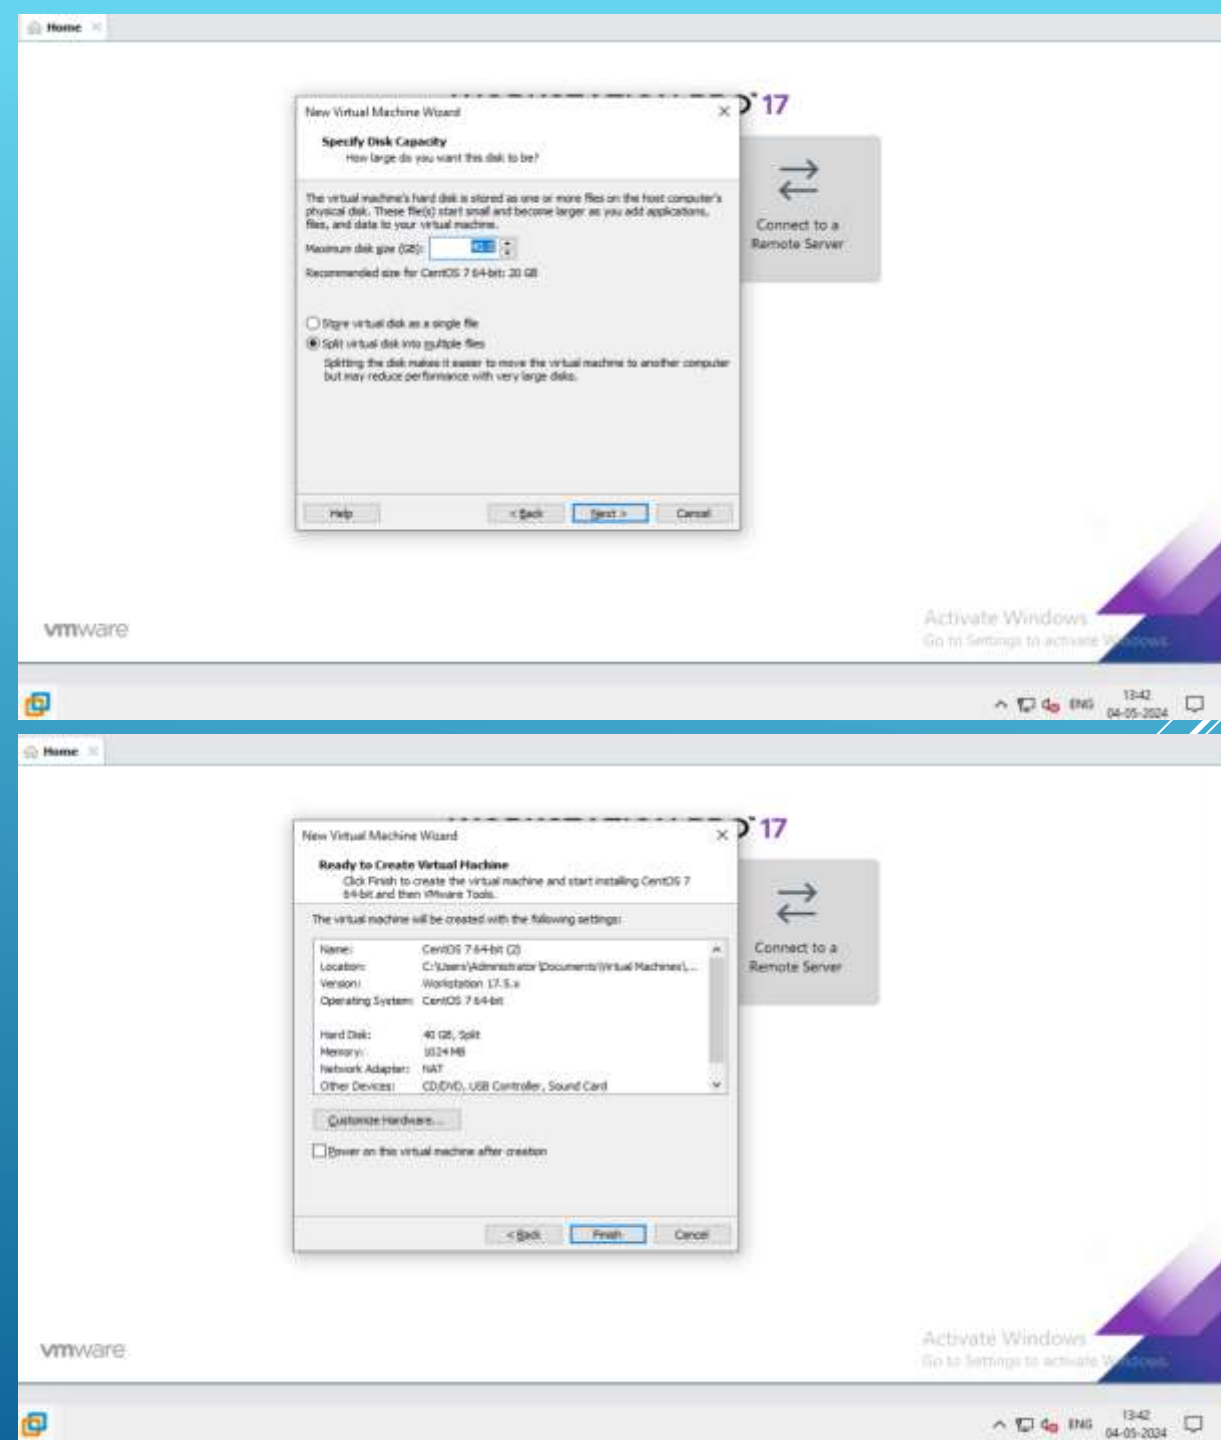 Home
17
New Virtual Machine Wizard
Specify Disk Capacity
How large do you want this disk to be?
The virtual machine's hard disk is stored as one or more files on the host computer's
physical disk. These file(s) start small and become larger as you add applications,
files, and data to your virtual machine.
Maximum disk size (GB): 40.0
Recommended size for CentOS 7 64-bit: 20 GB
Store virtual disk as a single file
Split virtual disk into multiple files
Splitting the disk makes it easier to move the virtual machine to another computer
but may reduce performance with very large disks.
Help
< Back
Next >
Cancel
Connect to a
Remote Server
vmware
Activate Windows
Go to Settings to activate Windows.
ENG
13:42
04-05-2024
Home
17
New Virtual Machine Wizard
Ready to Create Virtual Machine
Click Finish to create the virtual machine and start installing CentOS 7
64-bit and then VMware Tools.
The virtual machine will be created with the following settings:
Name: CentOS 7 64-bit (2)
Location: C:\Users\Administrator\Documents\Virtual Machines\...
Version: Workstation 17.5.x
Operating System: CentOS 7 64-bit
Hard Disk: 40 GB, Split
Memory: 1024 MB
Network Adapter: NAT
Other Devices: CD/DVD, USB Controller, Sound Card
Customize Hardware...
Power on this virtual machine after creation
< Back
Finish
Cancel
Connect to a
Remote Server
vmware
Activate Windows
Go to Settings to activate Windows.
ENG
13:42
04-05-2024